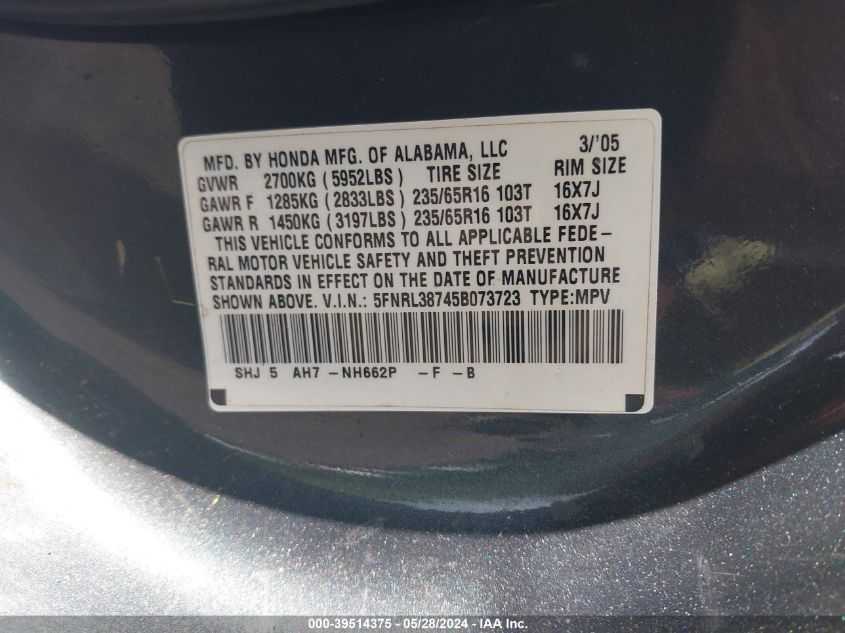 MFD. BY HONDA MFG. OF ALABAMA, LLC 3/'05
GVWR 2700KG (5952LBS) TIRE SIZE RIM SIZE
GAWR F 1285KG (2833LBS) 235/65R16 103T 16X7J
GAWR R 1450KG (3197LBS) 235/65R16 103T 16X7J
THIS VEHICLE CONFORMS TO ALL APPLICABLE FEDE-
RAL MOTOR VEHICLE SAFETY AND THEFT PREVENTION
STANDARDS IN EFFECT ON THE DATE OF MANUFACTURE
SHOWN ABOVE. V.I.N.: 5FNRL38745B073723 TYPE:MPV
SHJ 5 AH7 -NH662P -F -B
000-39514375 - 05/28/2024 - IAA, Inc.